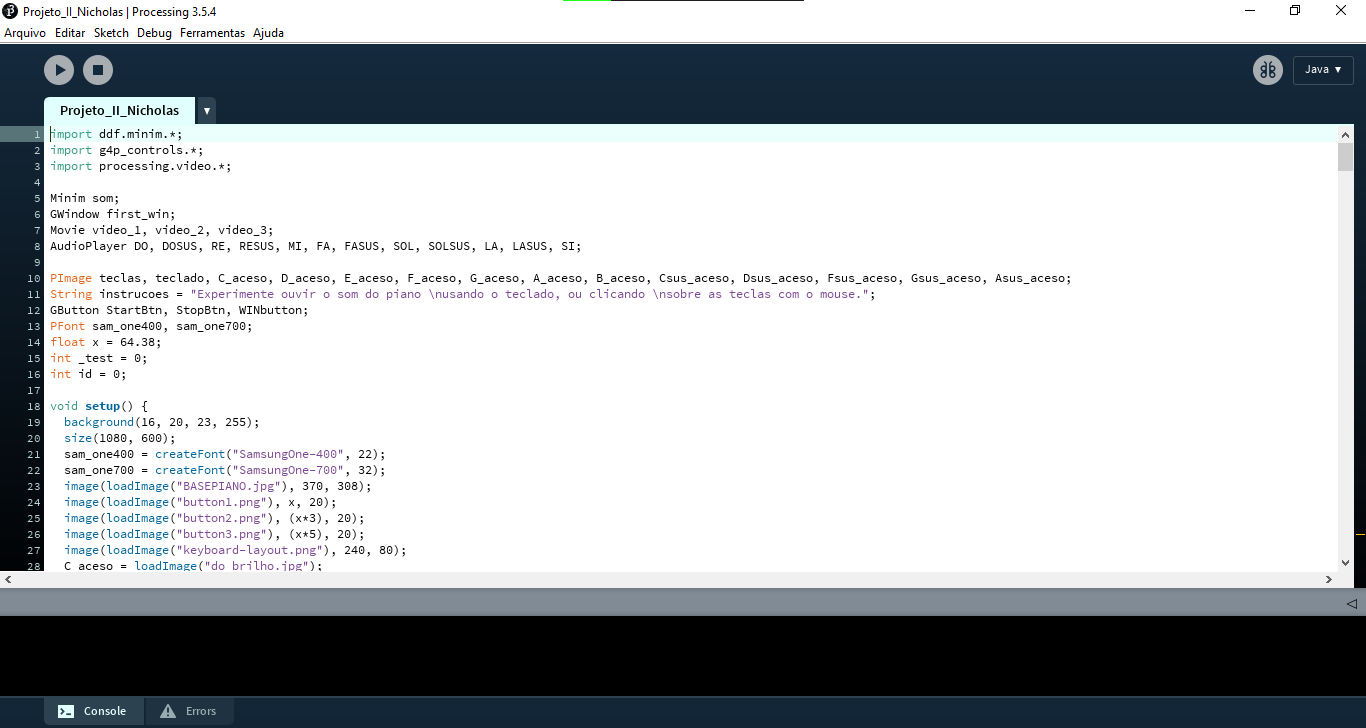 Projeto_II_Nicholas | Processing 3.5.4
Arquivo Editar Sketch Debug Ferramentas Ajuda
Java ▼
Projeto_II_Nicholas ▼
1 import ddf.minim.*;
2 import g4p_controls.*;
3 import processing.video.*;
4
5 Minim som;
6 GWindow first_win;
7 Movie video_1, video_2, video_3;
8 AudioPlayer DO, DOSUS, RE, RESUS, MI, FA, FASUS, SOL, SOLSUS, LA, LASUS, SI;
9
10 PImage teclas, teclado, C_aceso, D_aceso, E_aceso, F_aceso, G_aceso, A_aceso, B_aceso, Csus_aceso, Dsus_aceso, Fsus_aceso, Gsus_aceso, Asus_aceso;
11 String instrucoes = "Experimente ouvir o som do piano \nusando o teclado, ou clicando \nsobre as teclas com o mouse.";
12 GButton StartBtn, StopBtn, WINbutton;
13 PFont sam_one400, sam_one700;
14 float x = 64.38;
15 int _test = 0;
16 int id = 0;
17
18 void setup() {
19 background(16, 20, 23, 255);
20 size(1080, 600);
21 sam_one400 = createFont("SamsungOne-400", 22);
22 sam_one700 = createFont("SamsungOne-700", 32);
23 image(loadImage("BASEPIANO.jpg"), 370, 308);
24 image(loadImage("button1.png"), x, 20);
25 image(loadImage("button2.png"), (x*3), 20);
26 image(loadImage("button3.png"), (x*5), 20);
27 image(loadImage("keyboard-layout.png"), 240, 80);
28 C_aceso = loadImage("do_brilho.jpg");
Console Errors